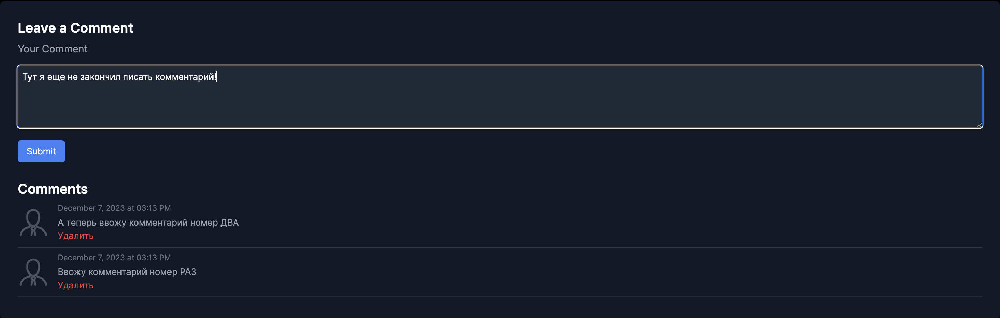 Leave a Comment
Your Comment
Тут я еще не закончил писать комментарий!
Submit
Comments
December 7, 2023 at 03:13 PM
А теперь ввожу комментарий номер ДВА
Удалить
December 7, 2023 at 03:13 PM
Ввожу комментарий номер РАЗ
Удалить